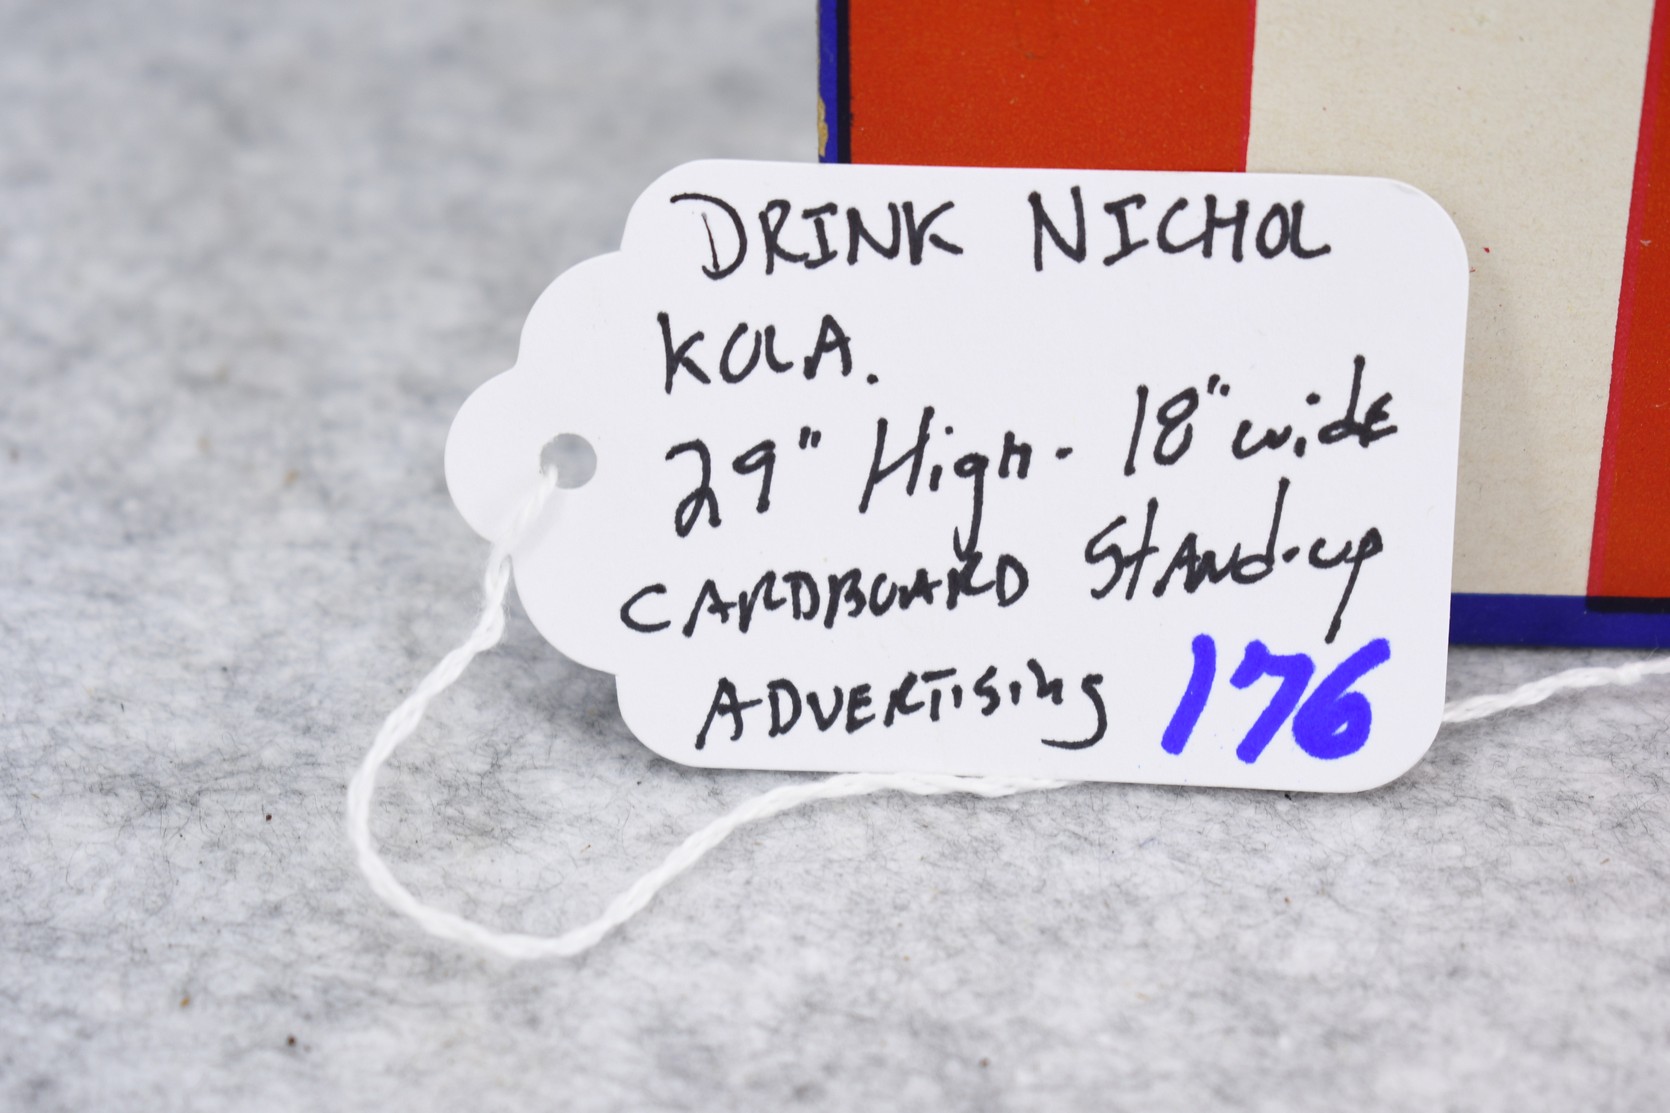 DRINK NICHOL
KOLA.
29" High - 18" wide
CARDBOARD Stand-up
ADVERTISING 176